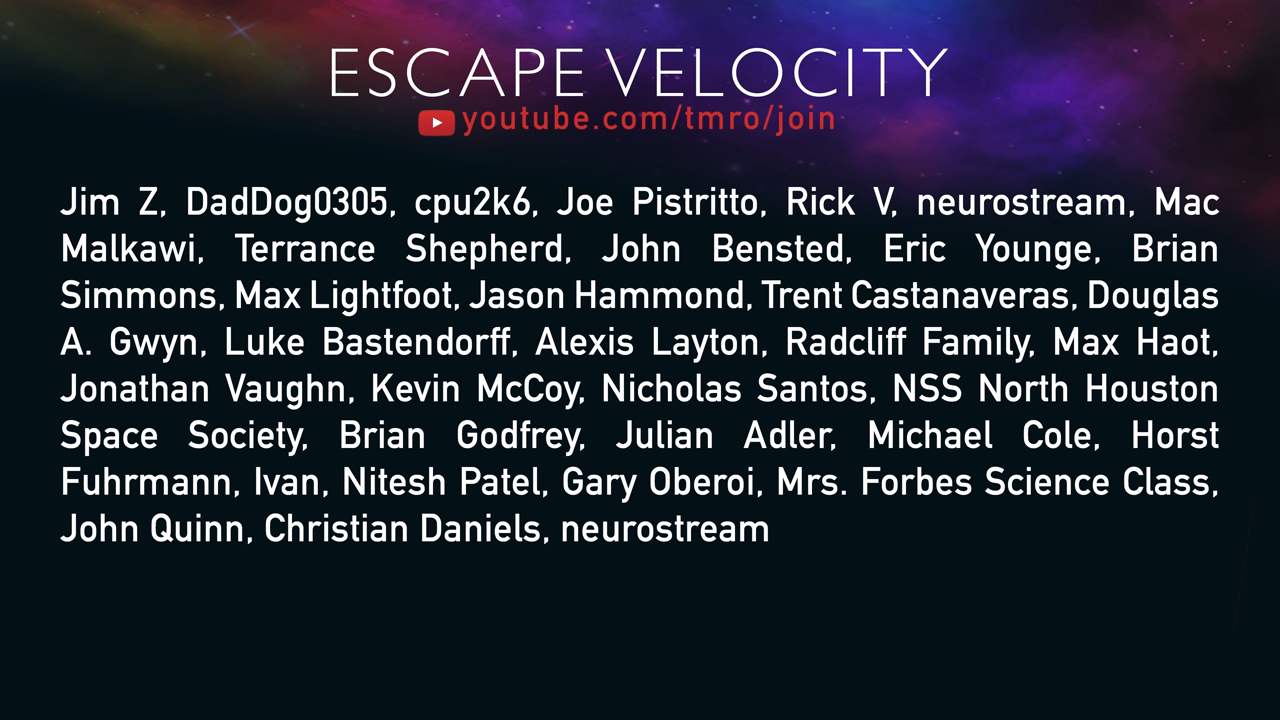 ESCAPE VELOCITY
youtube.com/tmro/join
Jim Z, DadDog0305, cpu2k6, Joe Pistritto, Rick V, neurostream, Mac
Malkawi, Terrance Shepherd, John Bensted, Eric Younge, Brian
Simmons, Max Lightfoot, Jason Hammond, Trent Castanaveras, Douglas
A. Gwyn, Luke Bastendorff, Alexis Layton, Radcliff Family, Max Haot,
Jonathan Vaughn, Kevin McCoy, Nicholas Santos, NSS North Houston
Space Society, Brian Godfrey, Julian Adler, Michael Cole, Horst
Fuhrmann, Ivan, Nitesh Patel, Gary Oberoi, Mrs. Forbes Science Class,
John Quinn, Christian Daniels, neurostream